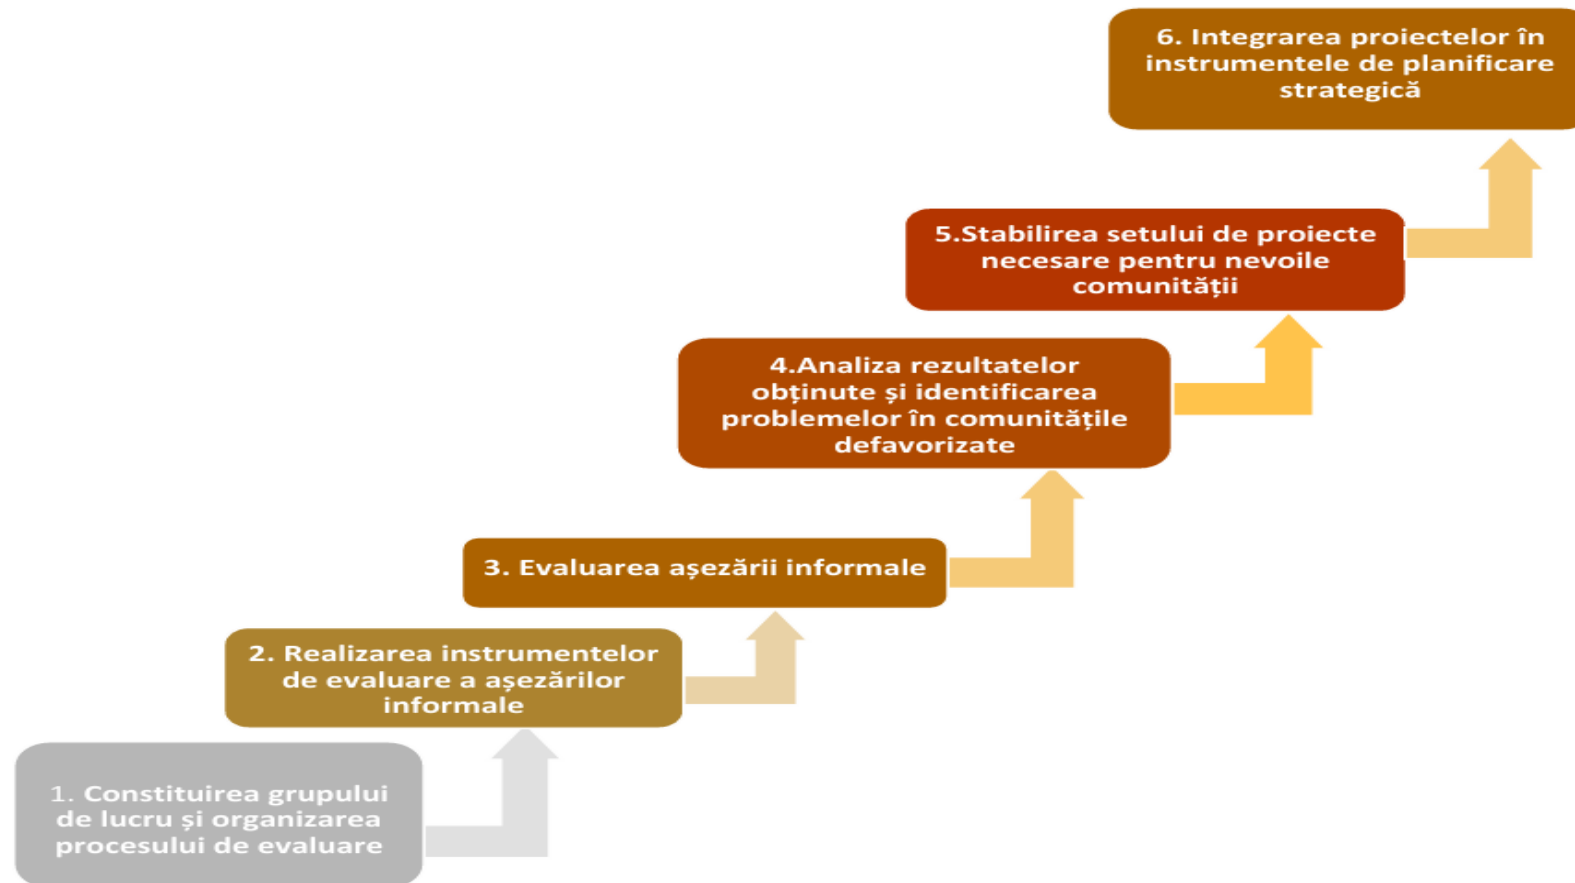 6. Integrarea proiectelor în
instrumentele de planificare
strategică
5.Stabilirea setului de proiecte
necesare pentru nevoile
comunității
4.Analiza rezultatelor
obținute și identificarea
problemelor în comunitățile
defavorizate
3. Evaluarea așezării informale
2. Realizarea instrumentelor
de evaluare a așezărilor
informale
1. Constituirea grupului
de lucru și organizarea
procesului de evaluare